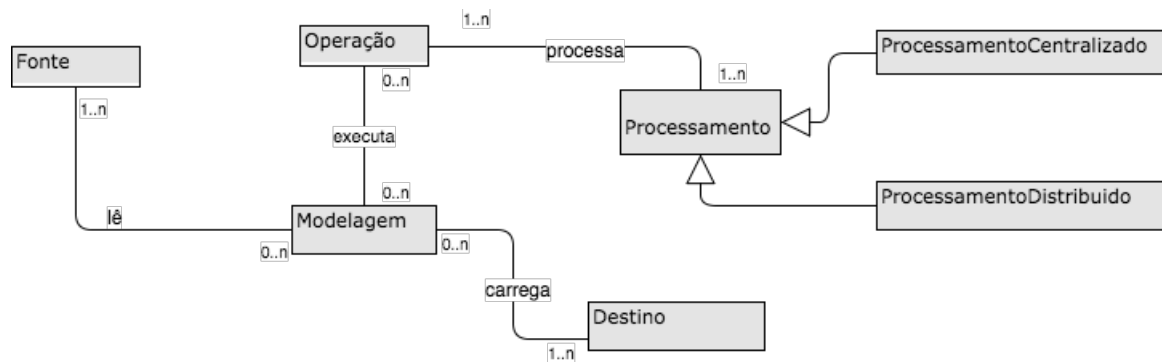 1..n
Operação
ProcessamentoCentralizado
Fonte
processa
0..n
1..n
1..n
Processamento
executa
0..n
ProcessamentoDistribuido
lê
Modelagem
0..n
0..n
carrega
Destino
1..n